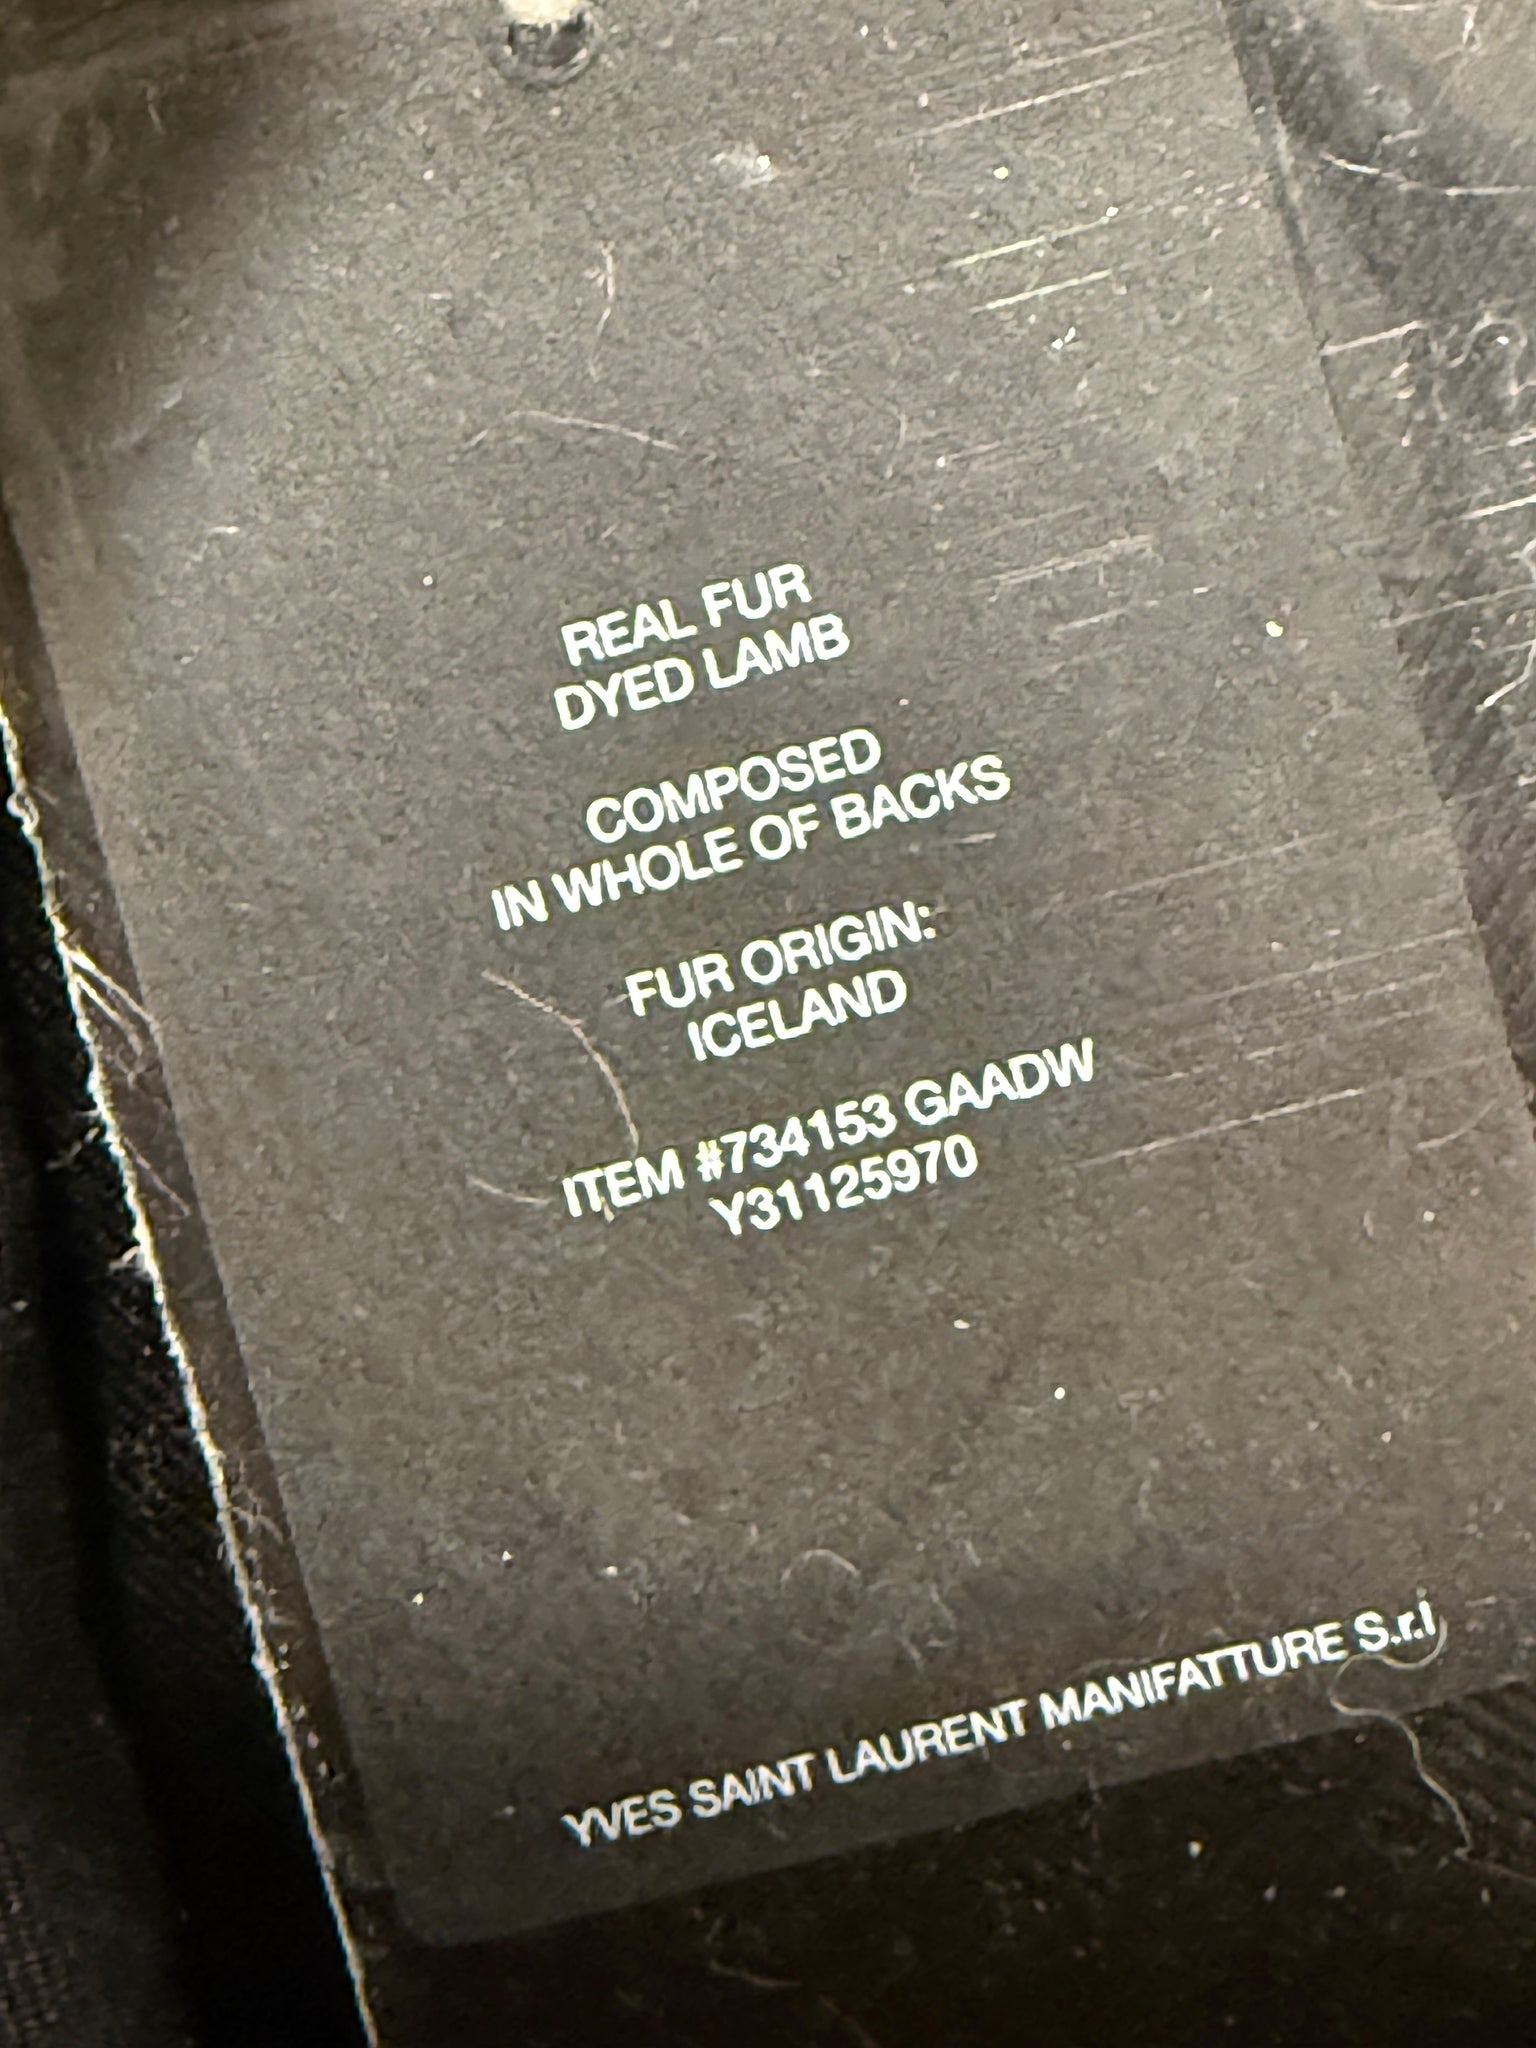 REAL FUR
DYED LAMB
COMPOSED
IN WHOLE OF BACKS
FUR ORIGIN:
ICELAND
ITEM #734153 GAADW
Y31125970
YVES SAINT LAURENT MANIFATTURE S.r.l